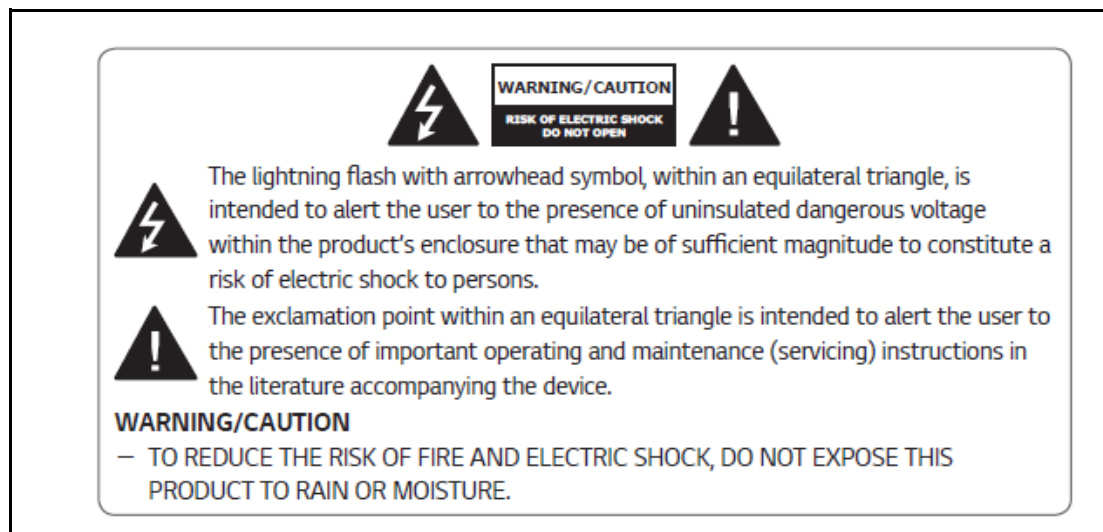 WARNING/CAUTION
RISK OF ELECTRIC SHOCK
DO NOT OPEN
The lightning flash with arrowhead symbol, within an equilateral triangle, is
intended to alert the user to the presence of uninsulated dangerous voltage
within the product's enclosure that may be of sufficient magnitude to constitute a
risk of electric shock to persons.
The exclamation point within an equilateral triangle is intended to alert the user to
the presence of important operating and maintenance (servicing) instructions in
the literature accompanying the device.
WARNING/CAUTION
– TO REDUCE THE RISK OF FIRE AND ELECTRIC SHOCK, DO NOT EXPOSE THIS
PRODUCT TO RAIN OR MOISTURE.